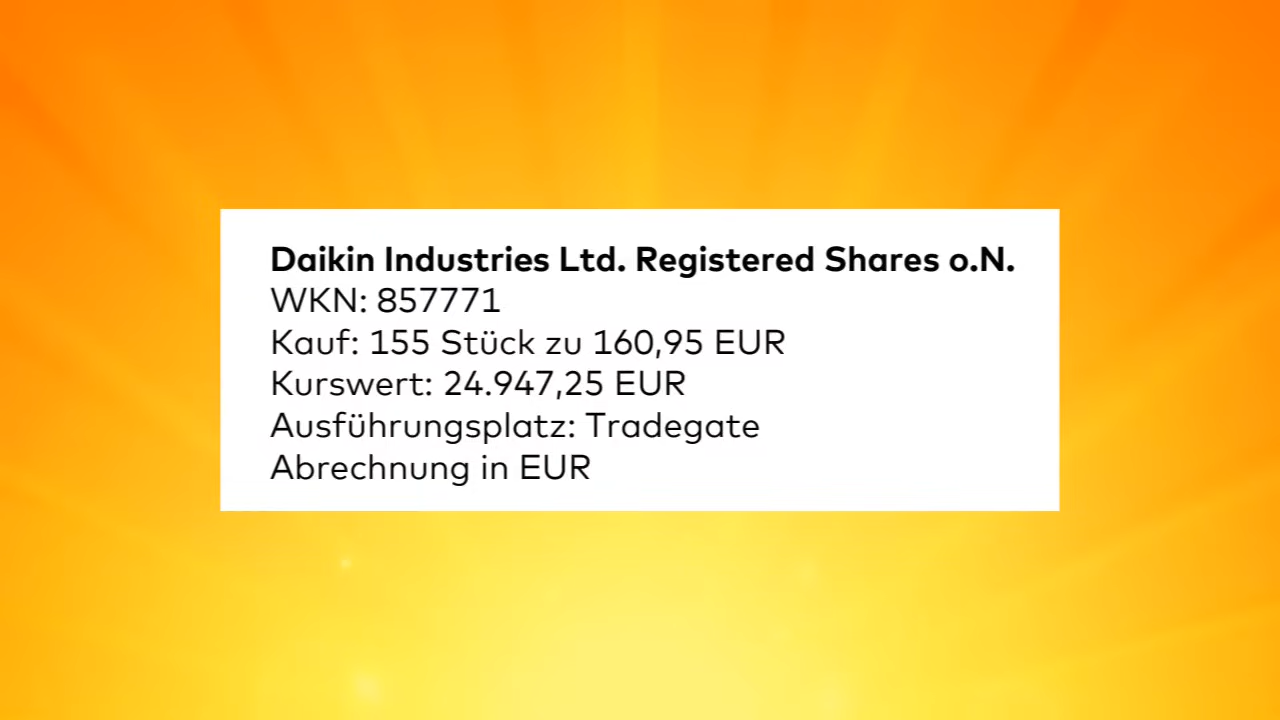 Daikin Industries Ltd. Registered Shares o.N.
WKN: 857771
Kauf: 155 Stück zu 160,95 EUR
Kurswert: 24.947,25 EUR
Ausführungsplatz: Tradegate
Abrechnung in EUR